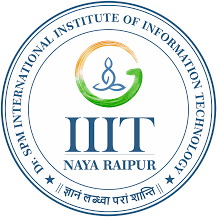 Dr. SPM INTERNATIONAL INSTITUTE OF INFORMATION TECHNOLOGY
IIIT
NAYA RAIPUR
॥ ज्ञानं लब्ध्वा परां शान्ति ॥